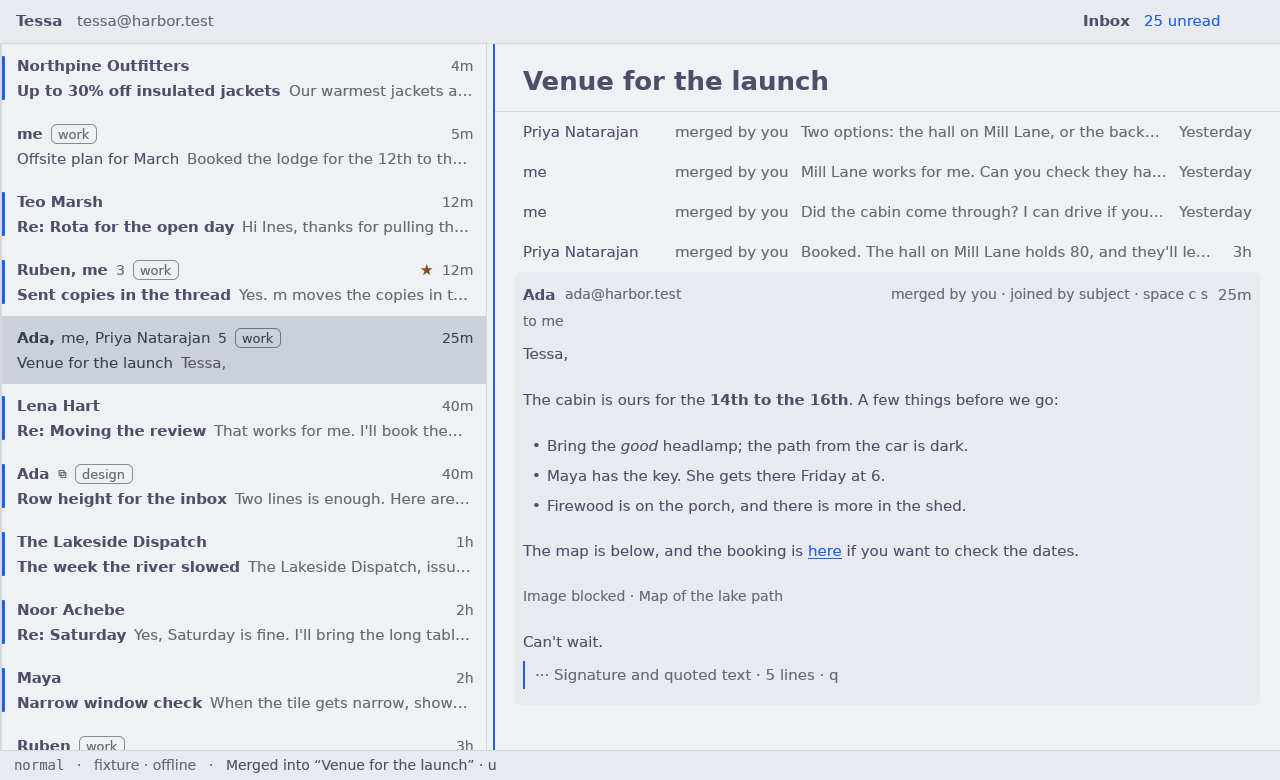 Tessa tessa@harbor.test Inbox 25 unread
Northpine Outfitters 4m
Up to 30% off insulated jackets Our warmest jackets a…
me work 5m
Offsite plan for March Booked the lodge for the 12th to th…
Teo Marsh 12m
Re: Rota for the open day Hi Ines, thanks for pulling th…
Ruben, me 3 work ★ 12m
Sent copies in the thread Yes. m moves the copies in t…
Ada, me, Priya Natarajan 5 work 25m
Venue for the launch Tessa,
Lena Hart 40m
Re: Moving the review That works for me. I'll book the…
Ada design 40m
Row height for the inbox Two lines is enough. Here are…
The Lakeside Dispatch 1h
The week the river slowed The Lakeside Dispatch, issu…
Noor Achebe 2h
Re: Saturday Yes, Saturday is fine. I'll bring the long tabl…
Maya 2h
Narrow window check When the tile gets narrow, show…
Ruben work 3h
Venue for the launch
Priya Natarajan merged by you Two options: the hall on Mill Lane, or the back… Yesterday
me merged by you Mill Lane works for me. Can you check they ha… Yesterday
me merged by you Did the cabin come through? I can drive if you… Yesterday
Priya Natarajan merged by you Booked. The hall on Mill Lane holds 80, and they'll le… 3h
Ada ada@harbor.test merged by you · joined by subject · space c s 25m
to me
Tessa,
The cabin is ours for the 14th to the 16th. A few things before we go:
• Bring the good headlamp; the path from the car is dark.
• Maya has the key. She gets there Friday at 6.
• Firewood is on the porch, and there is more in the shed.
The map is below, and the booking is here if you want to check the dates.
Image blocked · Map of the lake path
Can't wait.
··· Signature and quoted text · 5 lines · q
normal · fixture · offline · Merged into “Venue for the launch” · u